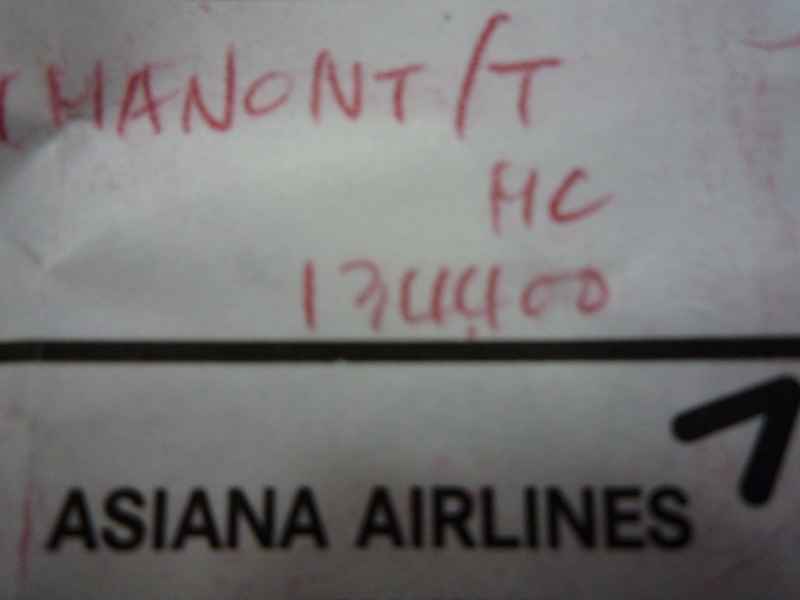 MANONT/T
MC
134400
ASIANA AIRLINES